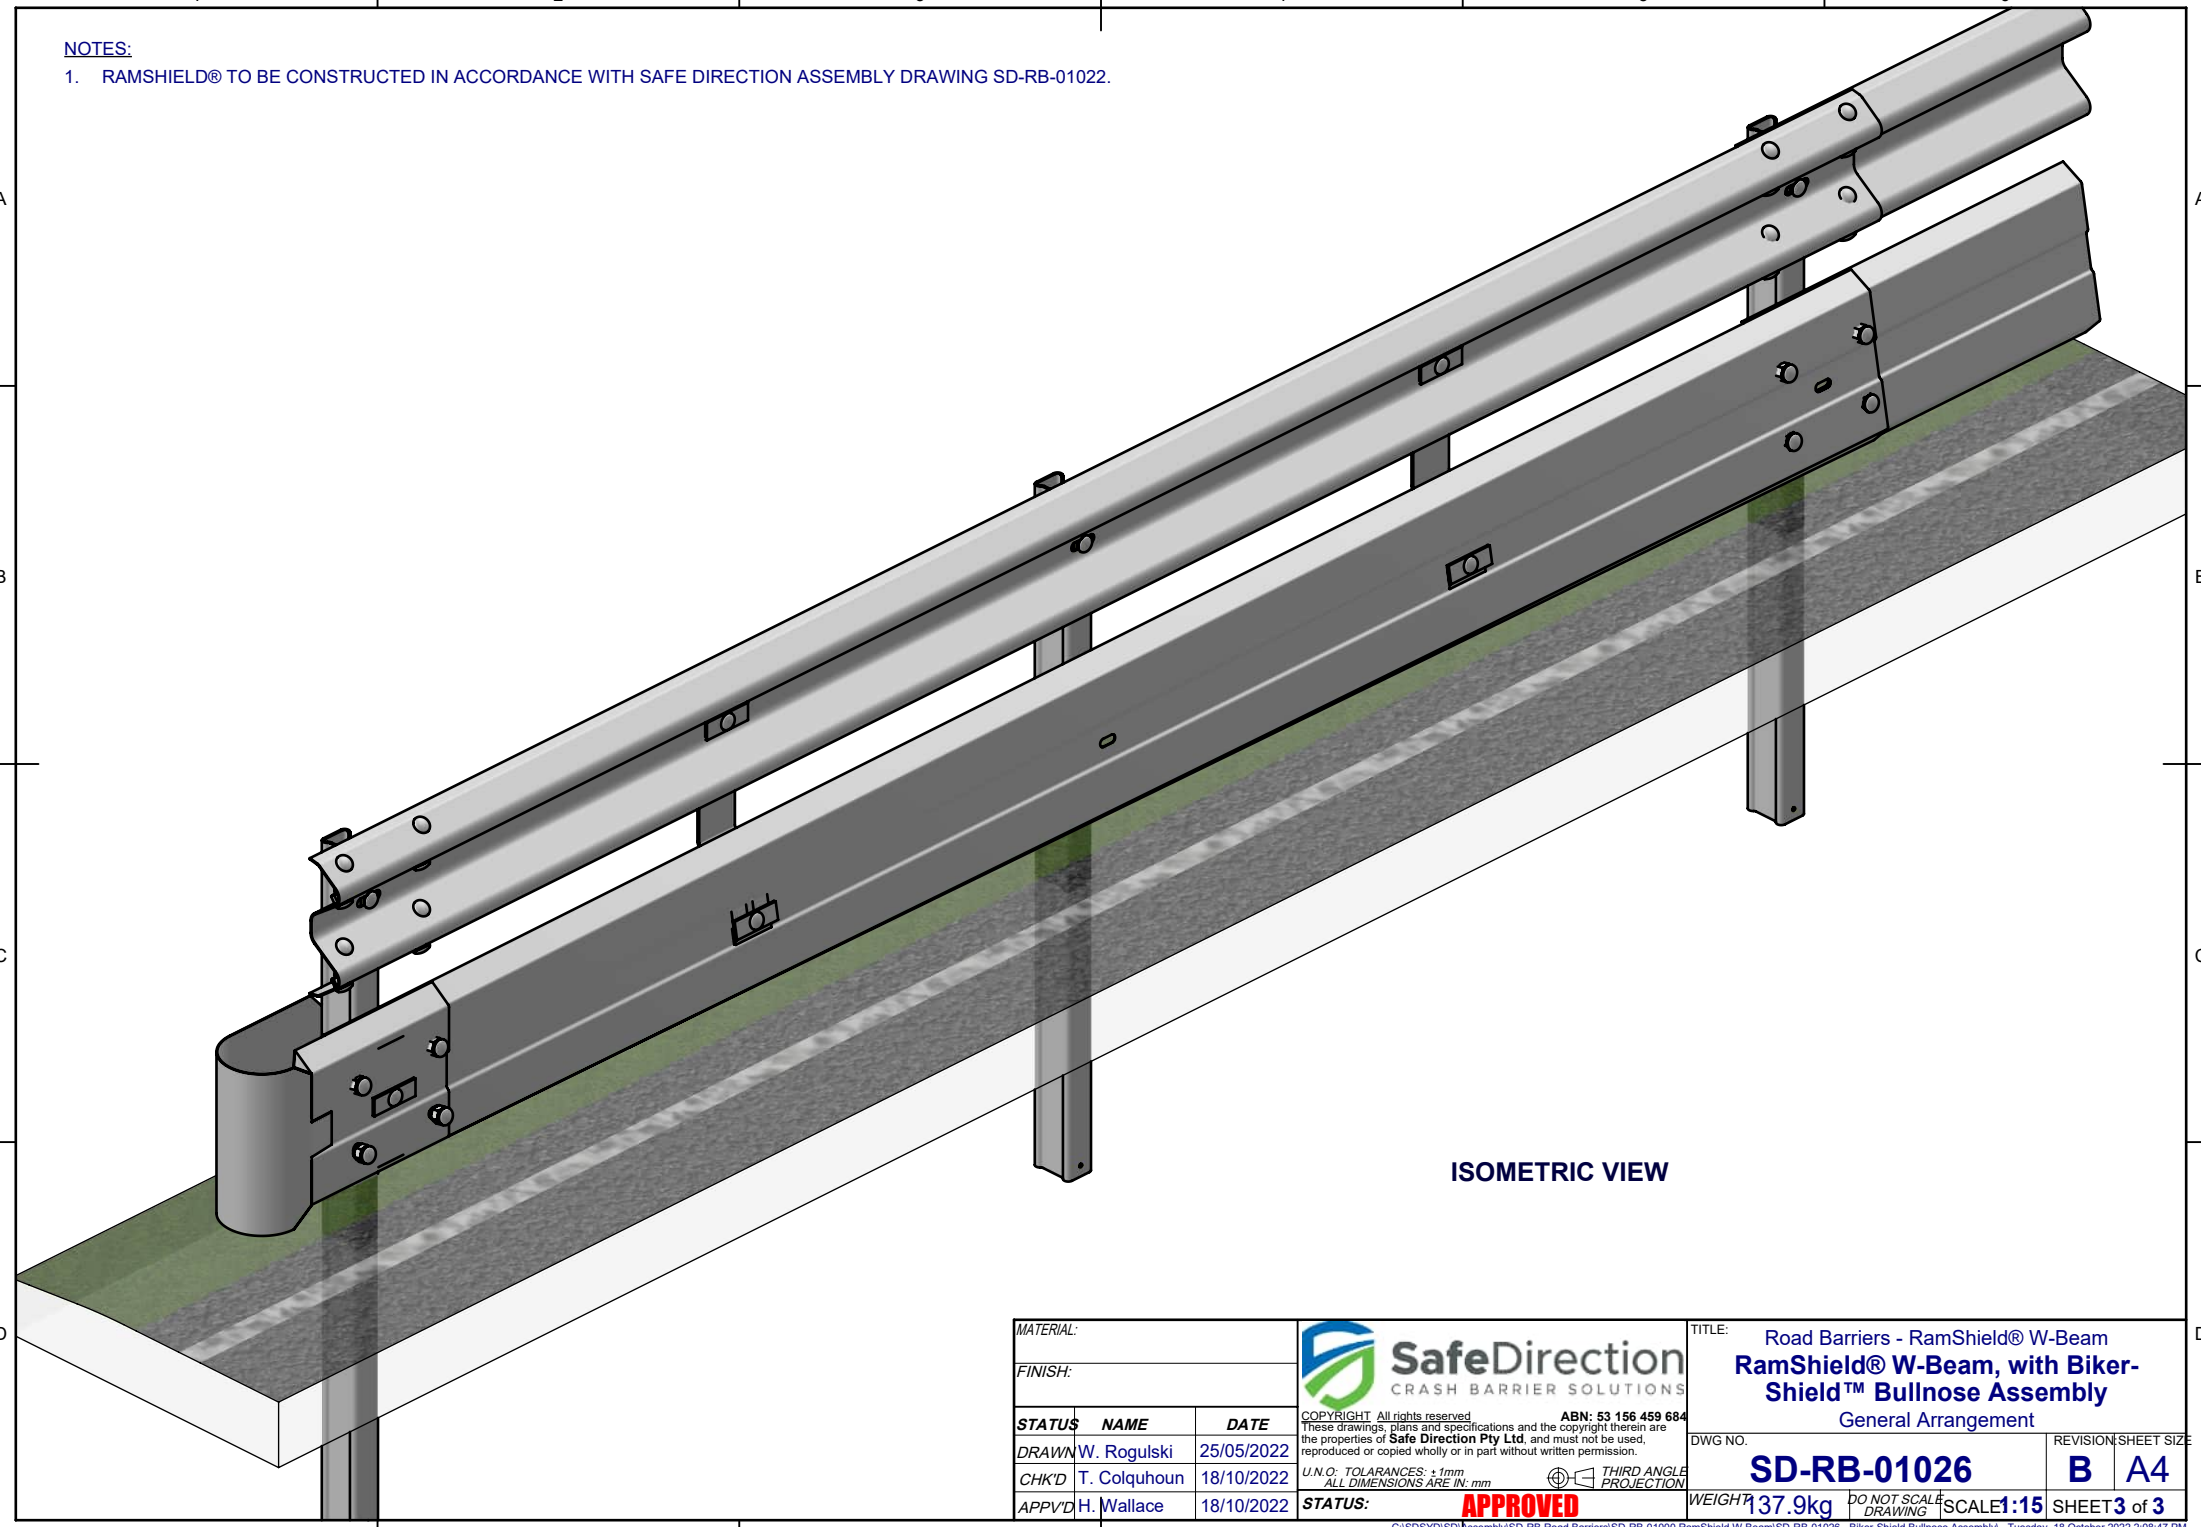 NOTES:
1. RAMSHIELD® TO BE CONSTRUCTED IN ACCORDANCE WITH SAFE DIRECTION ASSEMBLY DRAWING SD-RB-01022.
A
A
B
C
D
D
ISOMETRIC VIEW
MATERIAL:
FINISH:
STATUS NAME DATE
DRAWN W. Rogulski 25/05/2022
CHK'D T. Colquhoun 18/10/2022
APPV'D H. Wallace 18/10/2022
SafeDirection
CRASH BARRIER SOLUTIONS
COPYRIGHT All rights reserved ABN: 53 156 459 684
These drawings, plans and specifications and the copyright therein are
the properties of Safe Direction Pty Ltd, and must not be used,
reproduced or copied wholly or in part without written permission.
U.N.O: TOLARANCES: ±1mm
ALL DIMENSIONS ARE IN: mm
THIRD ANGLE
PROJECTION
STATUS: APPROVED
TITLE: Road Barriers - RamShield® W-Beam
RamShield® W-Beam, with Biker-
Shield™ Bullnose Assembly
General Arrangement
DWG NO. SD-RB-01026
REVISION: B
SHEET SIZE A4
WEIGHT: 137.9kg
DO NOT SCALE
DRAWING
SCALE 1:15
SHEET 3 of 3